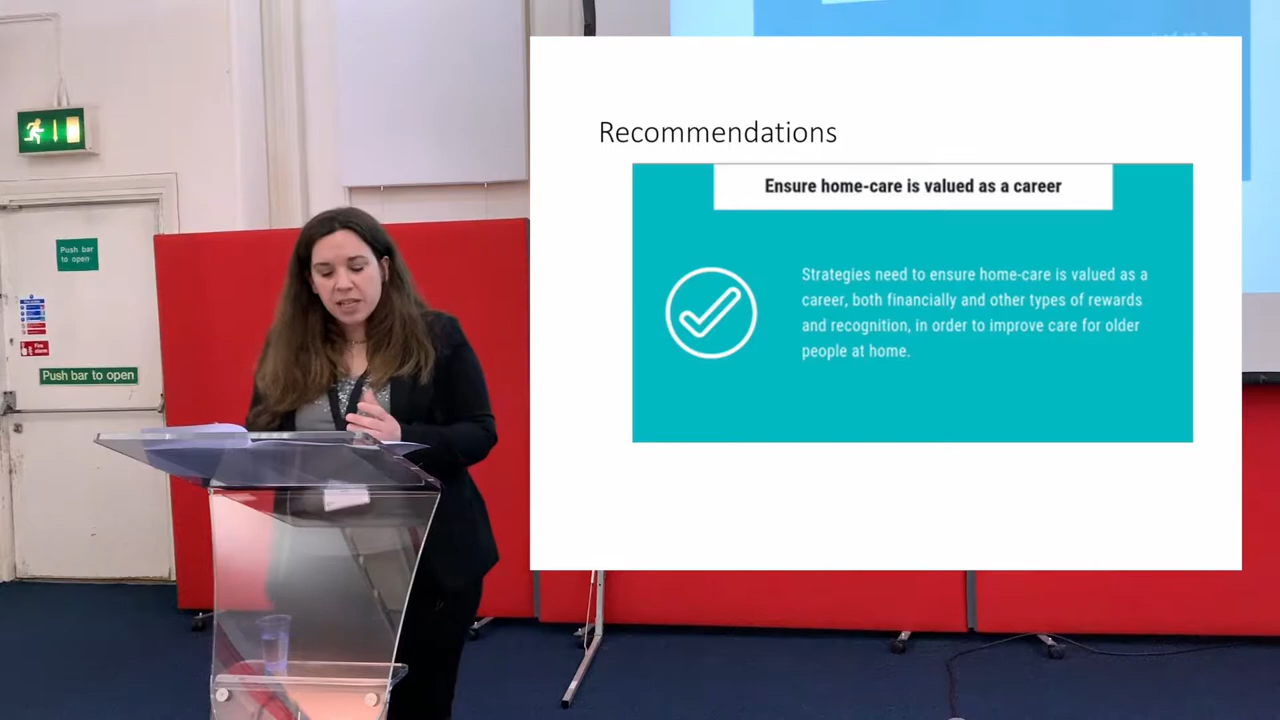 Push bar
to open
Fire
alarm
Push bar to open
Recommendations
Ensure home-care is valued as a career
Strategies need to ensure home-care is valued as a
career, both financially and other types of rewards
and recognition, in order to improve care for older
people at home.